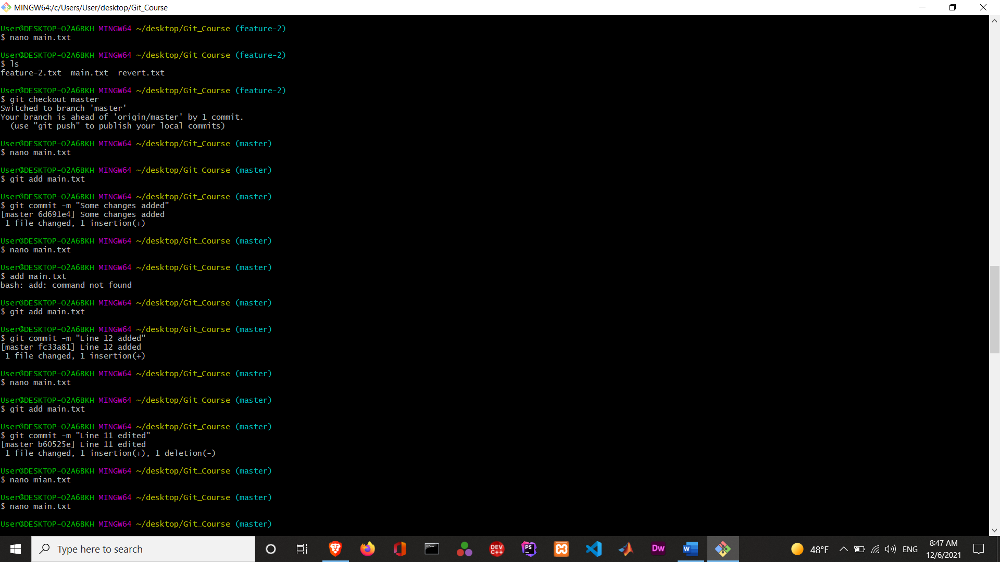 MINGW64:/c/Users/User/desktop/Git_Course
User@DESKTOP-O2A6BKH MINGW64 ~/desktop/Git_Course (feature-2)
$ nano main.txt
User@DESKTOP-O2A6BKH MINGW64 ~/desktop/Git_Course (feature-2)
$ ls
feature-2.txt  main.txt  revert.txt
User@DESKTOP-O2A6BKH MINGW64 ~/desktop/Git_Course (feature-2)
$ git checkout master
Switched to branch 'master'
Your branch is ahead of 'origin/master' by 1 commit.
  (use "git push" to publish your local commits)
User@DESKTOP-O2A6BKH MINGW64 ~/desktop/Git_Course (master)
$ nano main.txt
User@DESKTOP-O2A6BKH MINGW64 ~/desktop/Git_Course (master)
$ git add main.txt
User@DESKTOP-O2A6BKH MINGW64 ~/desktop/Git_Course (master)
$ git commit -m "Some changes added"
[master 6d691e4] Some changes added
 1 file changed, 1 insertion(+)
User@DESKTOP-O2A6BKH MINGW64 ~/desktop/Git_Course (master)
$ nano main.txt
User@DESKTOP-O2A6BKH MINGW64 ~/desktop/Git_Course (master)
$ add main.txt
bash: add: command not found
User@DESKTOP-O2A6BKH MINGW64 ~/desktop/Git_Course (master)
$ git add main.txt
User@DESKTOP-O2A6BKH MINGW64 ~/desktop/Git_Course (master)
$ git commit -m "Line 12 added"
[master fc33a81] Line 12 added
 1 file changed, 1 insertion(+)
User@DESKTOP-O2A6BKH MINGW64 ~/desktop/Git_Course (master)
$ nano main.txt
User@DESKTOP-O2A6BKH MINGW64 ~/desktop/Git_Course (master)
$ git add main.txt
User@DESKTOP-O2A6BKH MINGW64 ~/desktop/Git_Course (master)
$ git commit -m "Line 11 edited"
[master b60525e] Line 11 edited
 1 file changed, 1 insertion(+), 1 deletion(-)
User@DESKTOP-O2A6BKH MINGW64 ~/desktop/Git_Course (master)
$ nano mian.txt
User@DESKTOP-O2A6BKH MINGW64 ~/desktop/Git_Course (master)
$ nano main.txt
User@DESKTOP-O2A6BKH MINGW64 ~/desktop/Git_Course (master)
Type here to search
DEV C++
PS
Dw
W
48°F
ENG
8:47 AM
12/6/2021